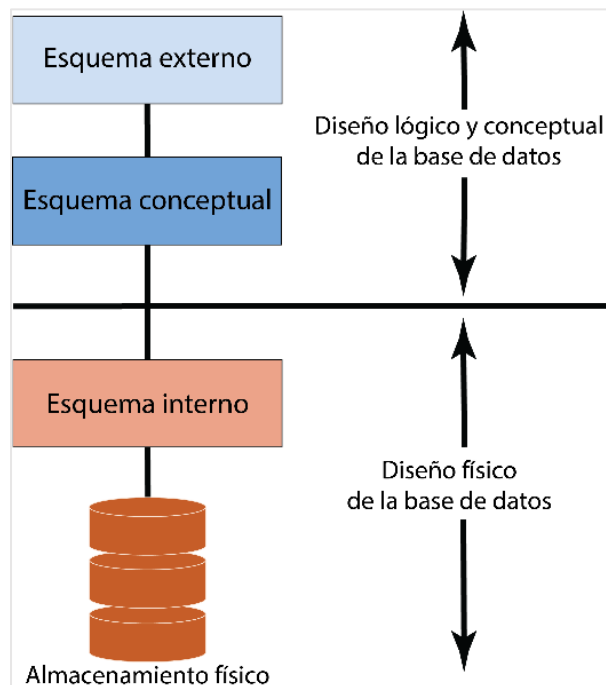 Esquema externo
Diseño lógico y conceptual
de la base de datos
Esquema conceptual
Esquema interno
Diseño físico
de la base de datos
Almacenamiento físico